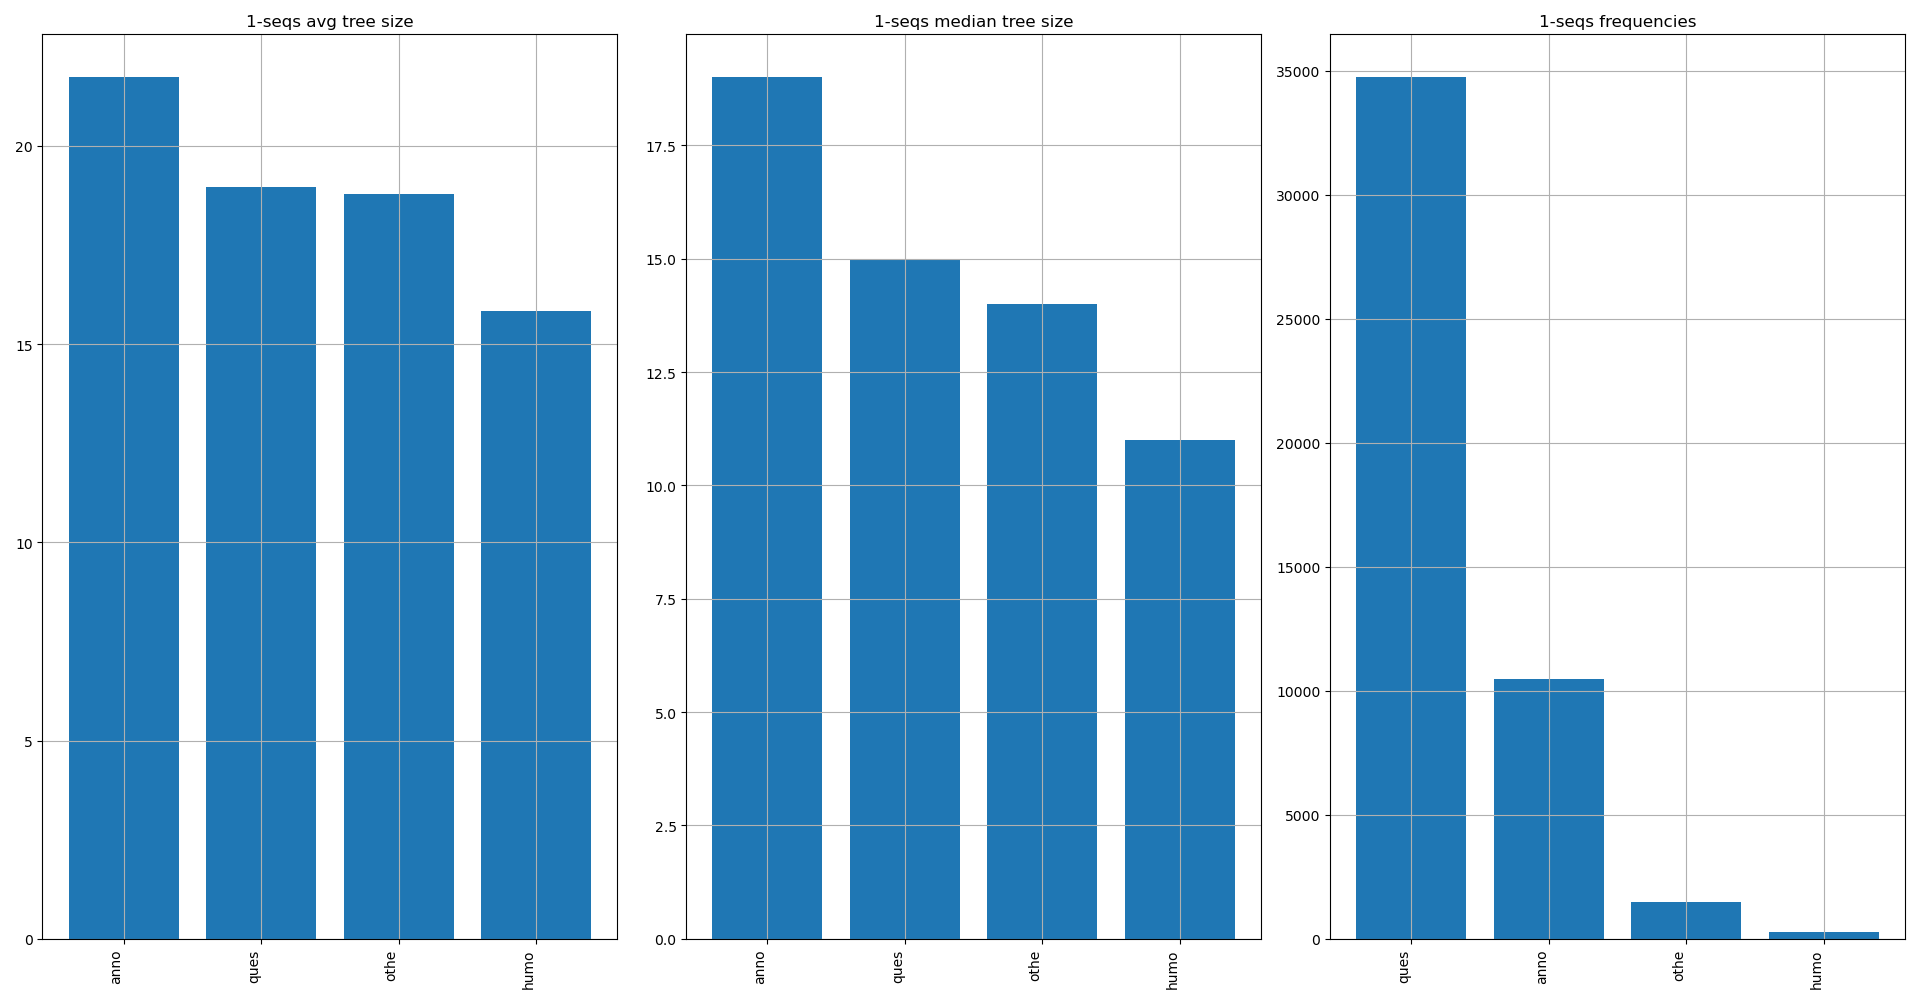 1-seqs avg tree size
20
15
10
5
0
anno
ques
othe
humo
1-seqs median tree size
17.5
15.0
12.5
10.0
7.5
5.0
2.5
0.0
anno
ques
othe
humo
1-seqs frequencies
35000
30000
25000
20000
15000
10000
5000
0
ques
anno
othe
humo